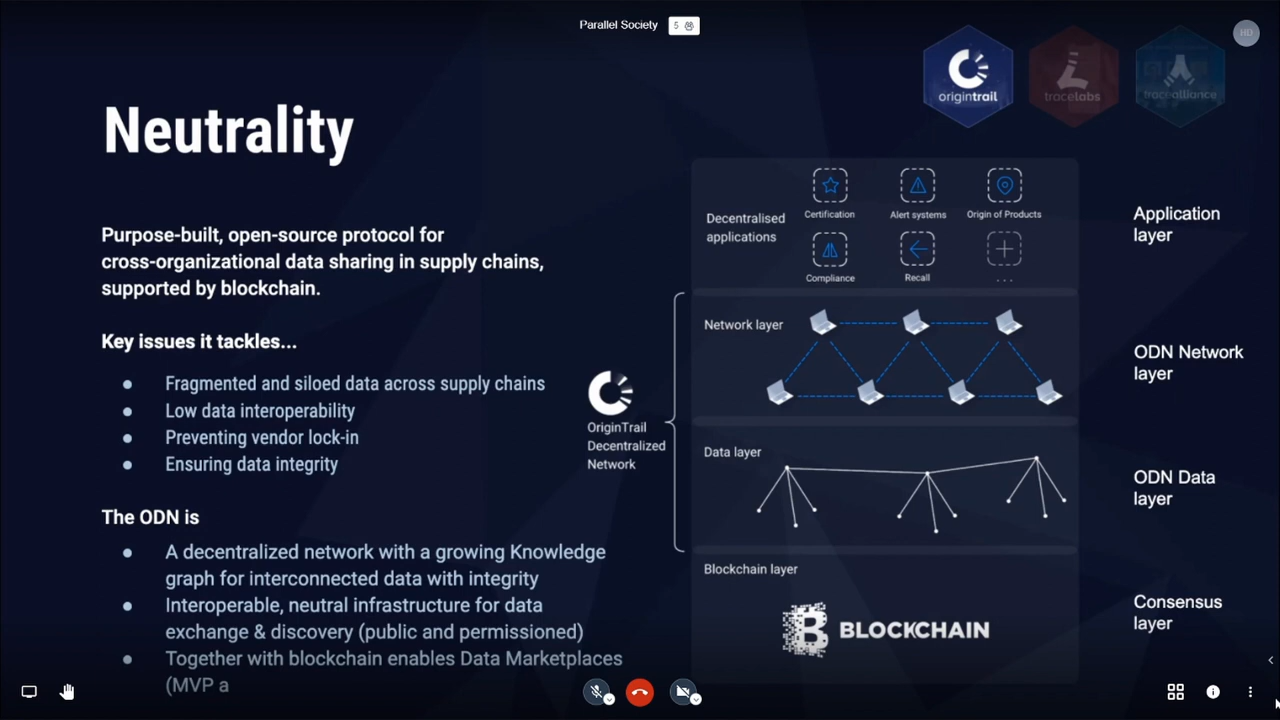 Parallel Society
5
HD
origintrail
tracelabs
tracealliance
Neutrality
Purpose-built, open-source protocol for
cross-organizational data sharing in supply chains,
supported by blockchain.
Key issues it tackles...
● Fragmented and siloed data across supply chains
● Low data interoperability
● Preventing vendor lock-in
● Ensuring data integrity
The ODN is
● A decentralized network with a growing Knowledge
graph for interconnected data with integrity
● Interoperable, neutral infrastructure for data
exchange & discovery (public and permissioned)
● Together with blockchain enables Data Marketplaces
(MVP a
OriginTrail
Decentralized
Network
Decentralised
applications
Certification
Alert systems
Origin of Products
Compliance
Recall
. . .
Network layer
Data layer
Blockchain layer
BLOCKCHAIN
Application
layer
ODN Network
layer
ODN Data
layer
Consensus
layer